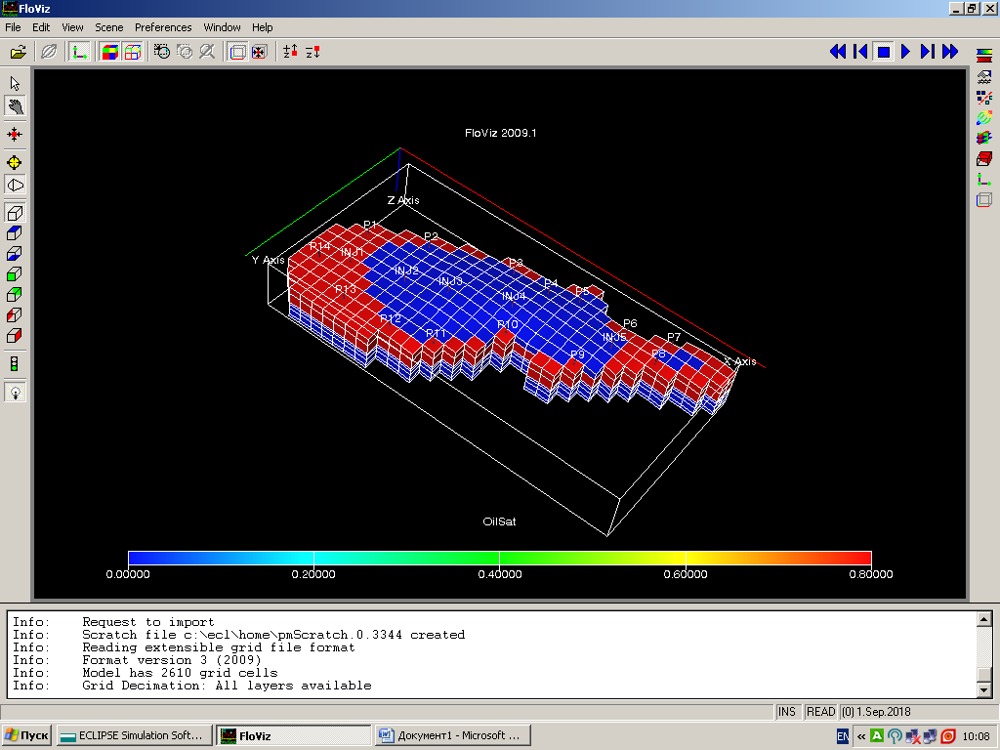 FloViz
File Edit View Scene Preferences Window Help
FloViz 2009.1
Z Axis
P1
P2
P14
INJ1
Y Axis
P3
INJ2
INJ3
P4
P13
P5
INJ4
P12
P10
P6
P11
INJ5
P7
P9
P8
X Axis
OilSat
0.00000 0.20000 0.40000 0.60000 0.80000
Info: Request to import
Info: Scratch file c:\ecl\home\pmScratch.0.3344 created
Info: Reading extensible grid file format
Info: Format version 3 (2009)
Info: Model has 2610 grid cells
Info: Grid Decimation: All layers available
INS READ (0) 1.Sep.2018
Пуск ECLIPSE Simulation Soft... FloViz Документ1 - Microsoft ... EN « A 10:08